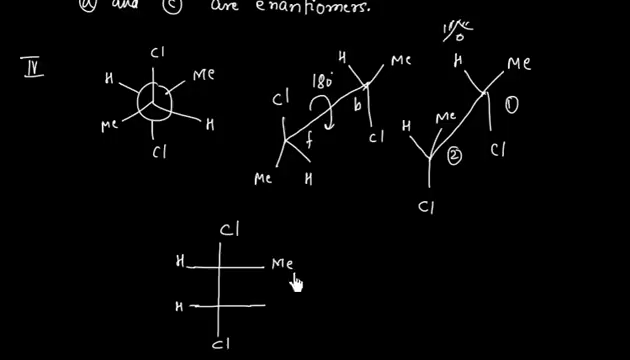 a and c are enantiomers.
IV
Cl
H Me
Me H
Cl
H Me
180°
Cl b
f Cl
Me H
H Me
H Me 1
2 Cl
Cl
Cl
H Me
H
Cl